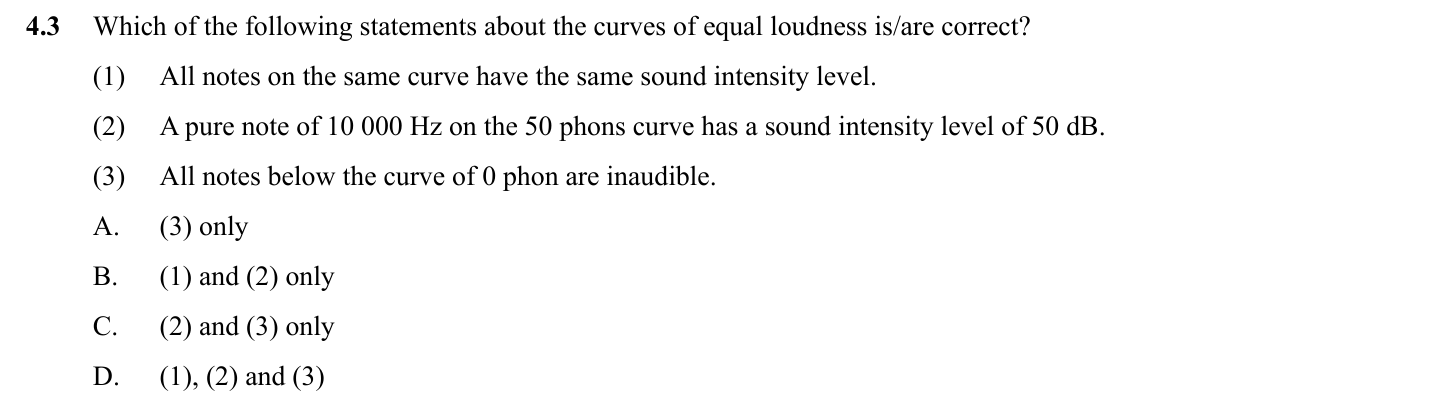 4.3 Which of the following statements about the curves of equal loudness is/are correct?
(1) All notes on the same curve have the same sound intensity level.
(2) A pure note of 10 000 Hz on the 50 phons curve has a sound intensity level of 50 dB.
(3) All notes below the curve of 0 phon are inaudible.
A. (3) only
B. (1) and (2) only
C. (2) and (3) only
D. (1), (2) and (3)